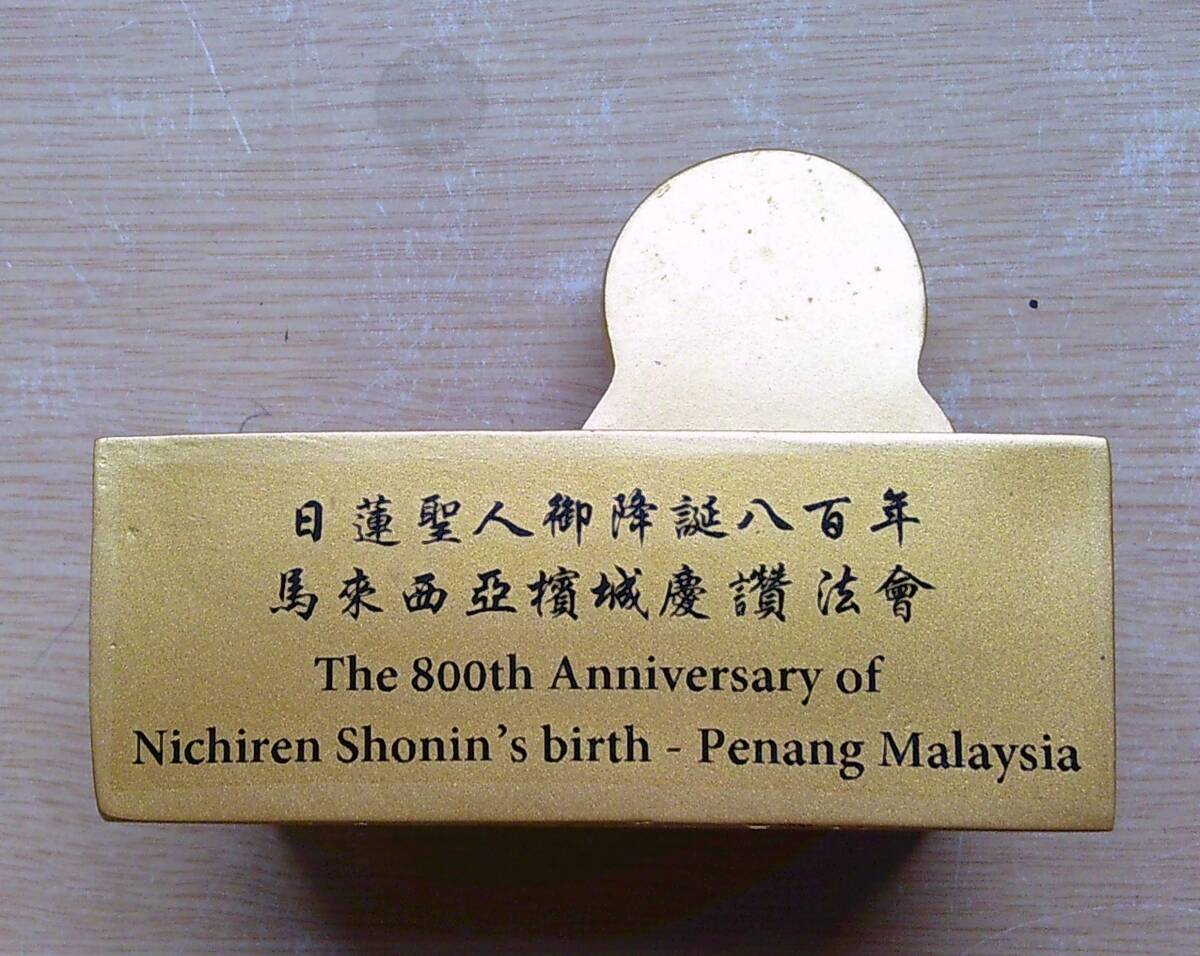 日蓮聖人御降誕八百年
馬來西亞檳城慶讚法會
The 800th Anniversary of
Nichiren Shonin's birth - Penang Malaysia